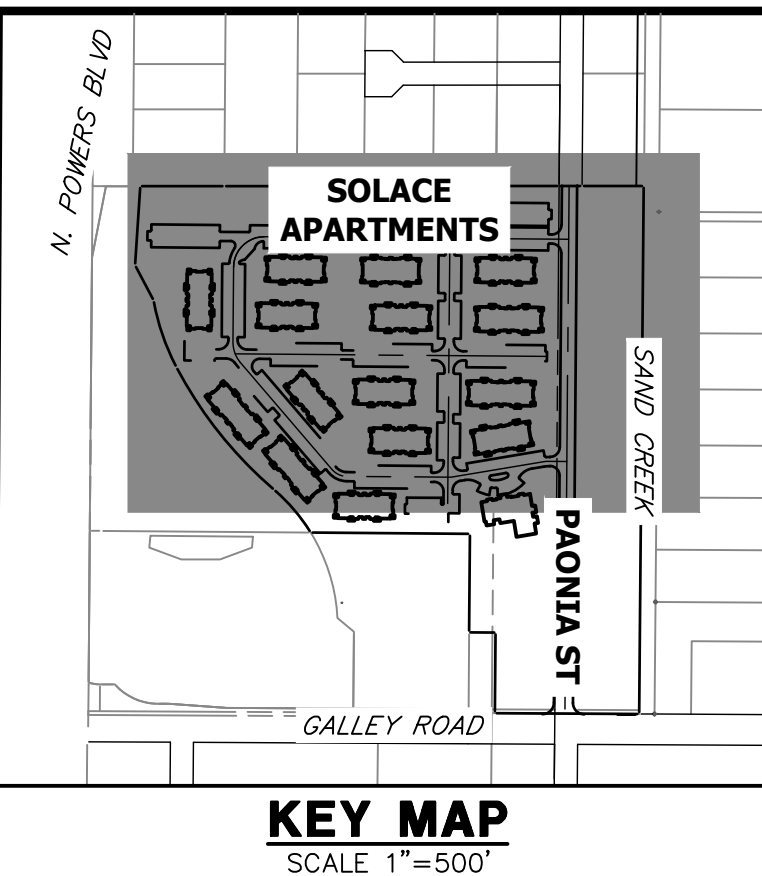 N. POWERS BLVD
SOLACE
APARTMENTS
SAND CREEK
PAONIA ST
GALLEY ROAD
KEY MAP
SCALE 1"=500'